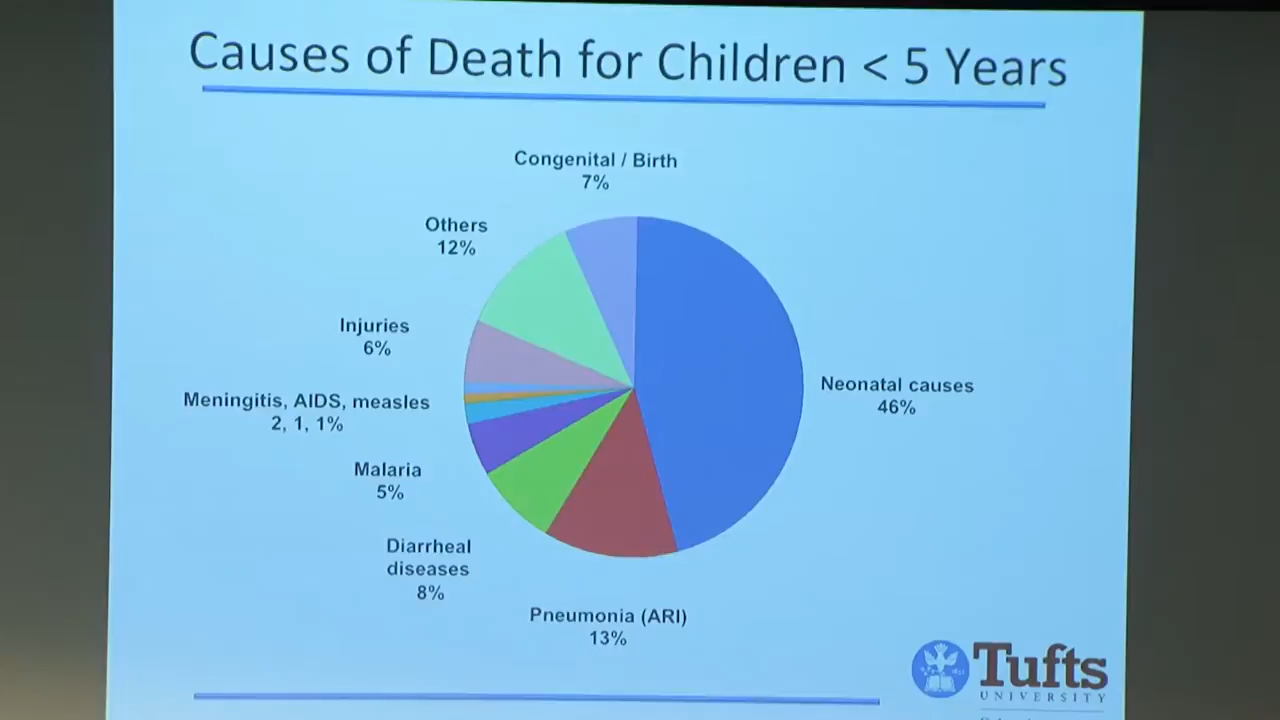 Causes of Death for Children < 5 Years
Congenital / Birth
7%
Others
12%
Injuries
6%
Meningitis, AIDS, measles
2, 1, 1%
Malaria
5%
Diarrheal
diseases
8%
Pneumonia (ARI)
13%
Neonatal causes
46%
Tufts
UNIVERSITY